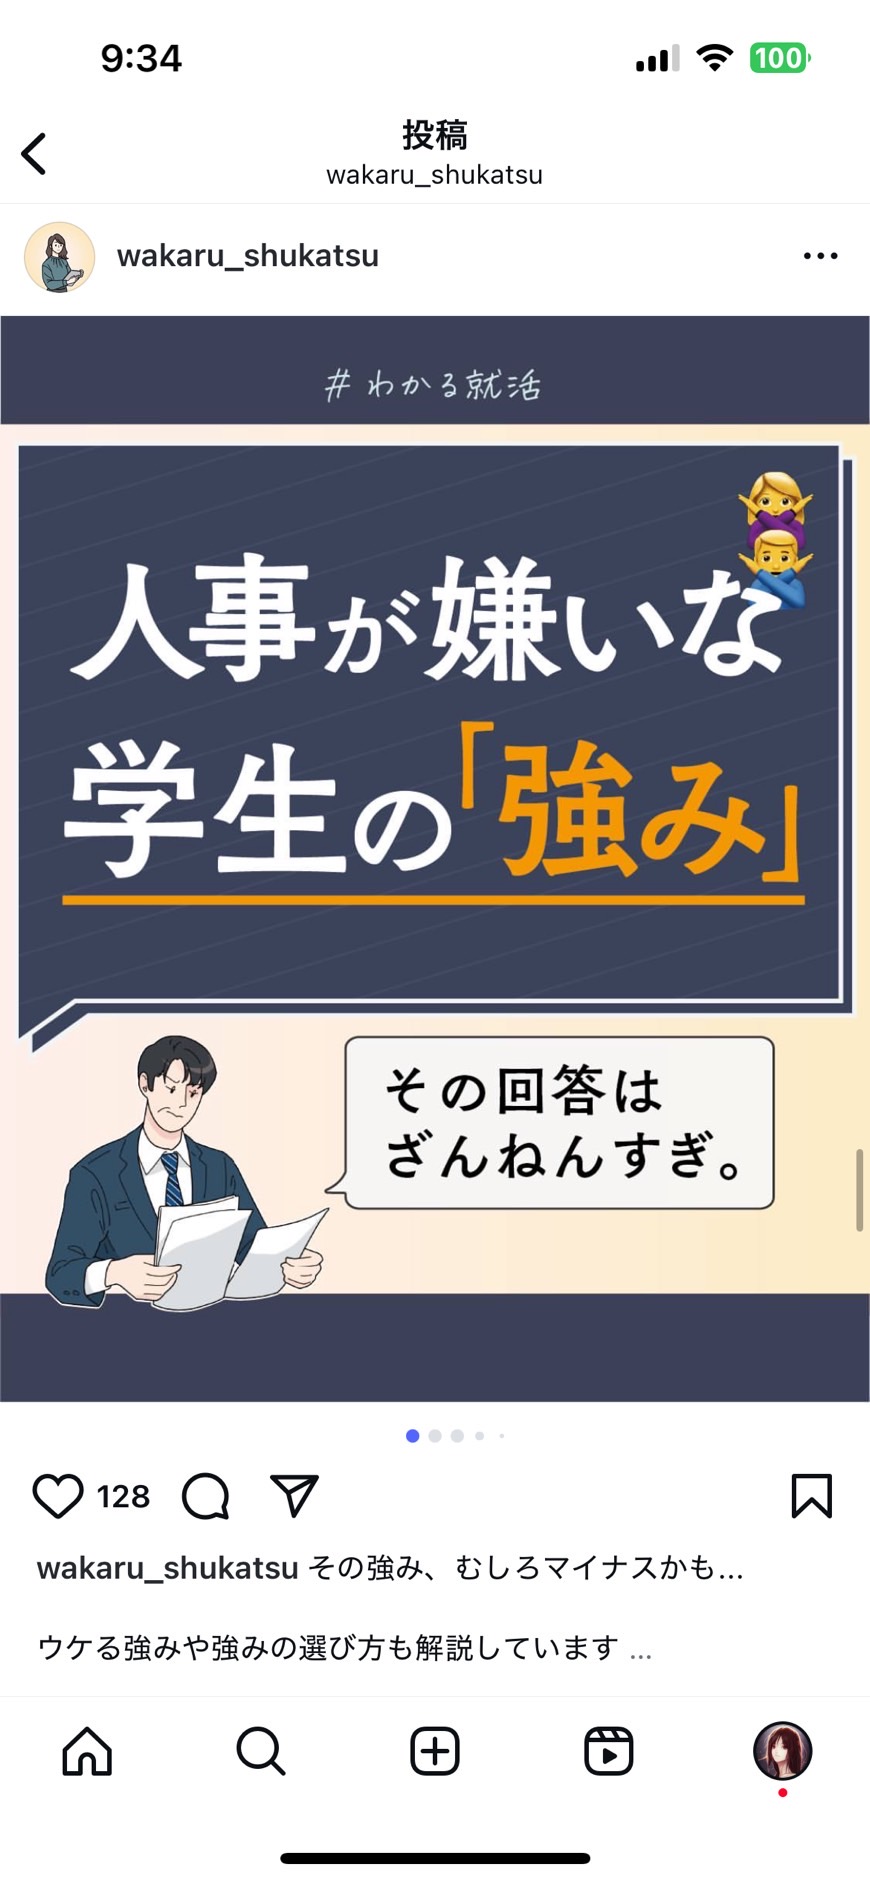 9:34
100
投稿
wakaru_shukatsu
wakaru_shukatsu
# わかる就活
人事が嫌いな
学生の「強み」
その回答は
ざんねんすぎ。
128
wakaru_shukatsu その強み、むしろマイナスかも...
ウケる強みや強みの選び方も解説しています ...